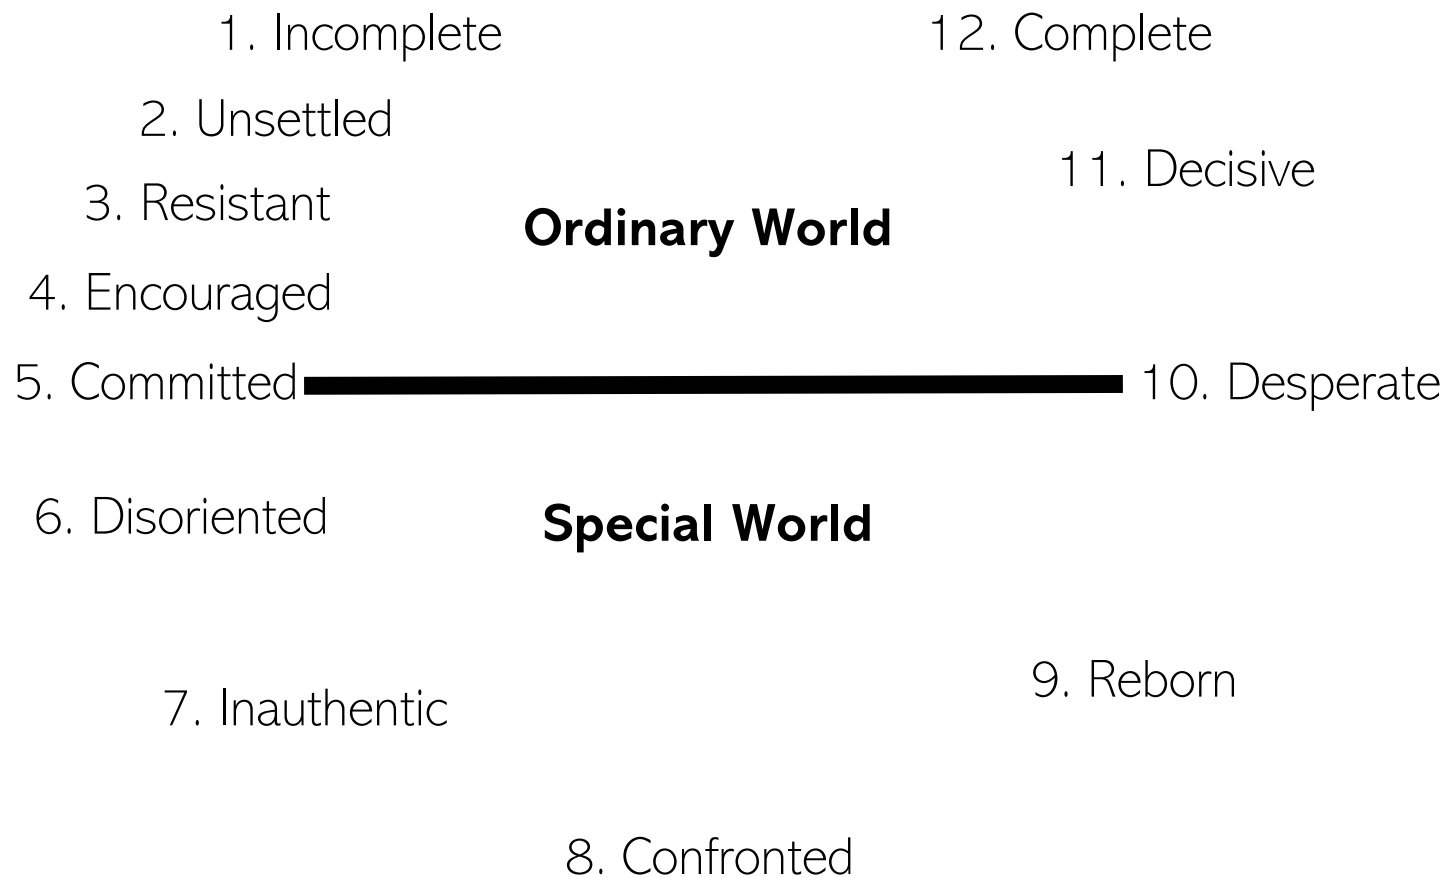 1. Incomplete
12. Complete
2. Unsettled
11. Decisive
3. Resistant
Ordinary World
4. Encouraged
5. Committed
10. Desperate
6. Disoriented
Special World
9. Reborn
7. Inauthentic
8. Confronted